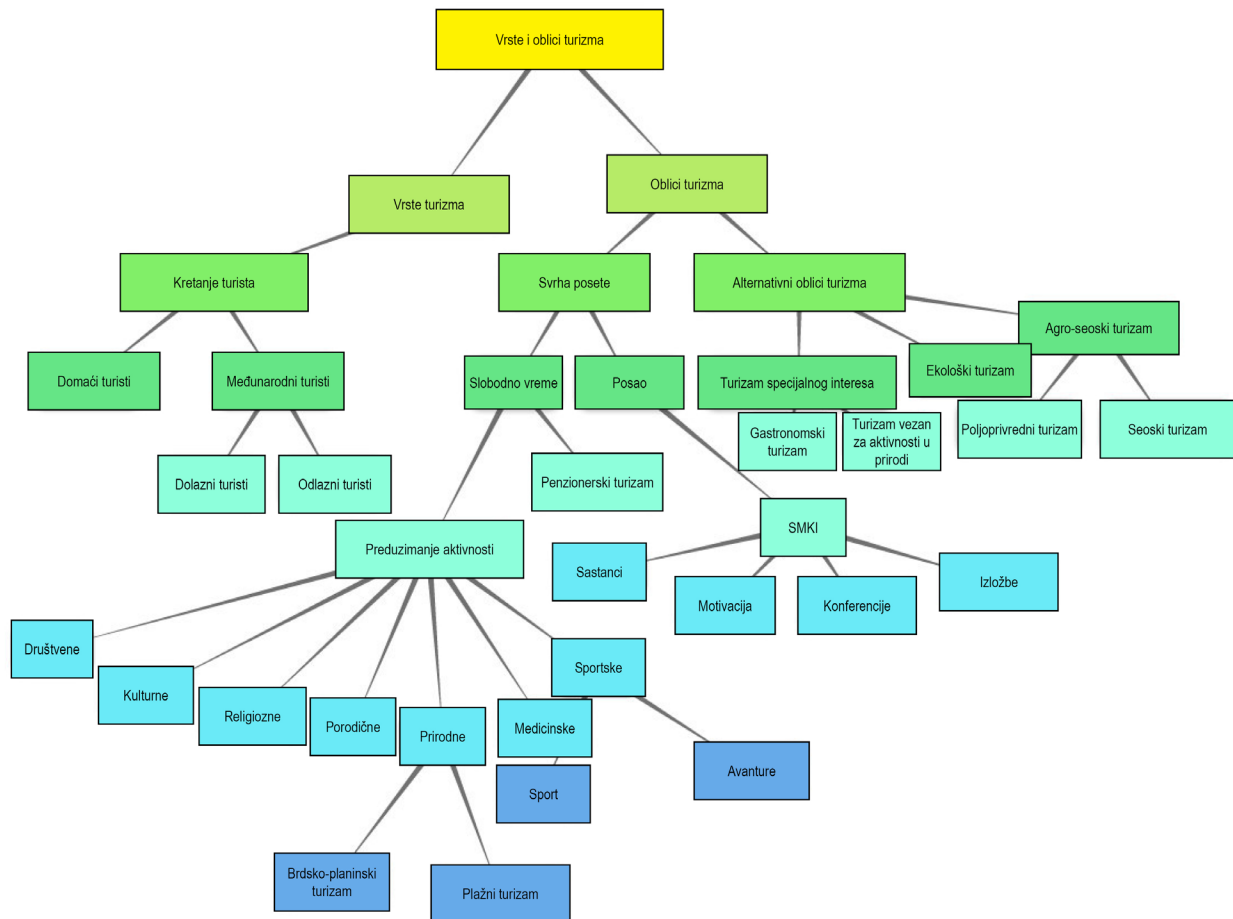 Vrste i oblici turizma
Vrste turizma
Oblici turizma
Kretanje turista
Svrha posete
Alternativni oblici turizma
Agro-seoski turizam
Domaći turisti
Međunarodni turisti
Slobodno vreme
Posao
Turizam specijalnog interesa
Ekološki turizam
Gastronomski
turizam
Turizam vezan
za aktivnosti u
prirodi
Poljoprivredni turizam
Seoski turizam
Dolazni turisti
Odlazni turisti
Penzionerski turizam
Preduzimanje aktivnosti
SMKI
Sastanci
Motivacija
Konferencije
Izložbe
Društvene
Kulturne
Religiozne
Porodične
Prirodne
Medicinske
Sportske
Sport
Avanture
Brdsko-planinski
turizam
Plažni turizam